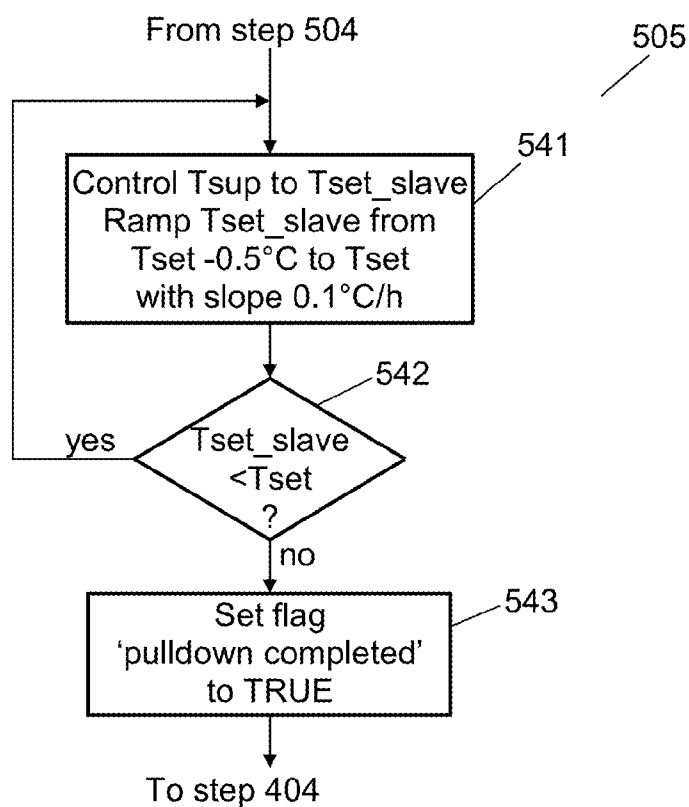 From step 504
505
541
Control Tsup to Tset_slave
Ramp Tset_slave from
Tset -0.5°C to Tset
with slope 0.1°C/h
542
yes
Tset_slave
<Tset
?
no
543
Set flag
‘pulldown completed’
to TRUE
To step 404